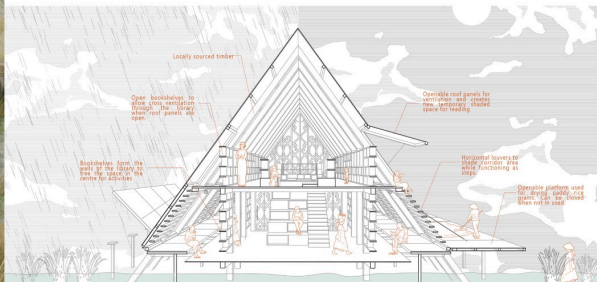 Locally sourced timber
Open bookshelves to
allow cross ventilation
through the library
when roof panels are
open.
Bookshelves form the
walls of the library to
free the space in the
centre for activities
Operable roof panels for
ventilation and creates
new temporary shaded
space for reading
Horizontal louvers to
shade corridor area
while functioning as
steps.
Openable platform used
for drying paddy rice
grains. Can be closed
when not in used